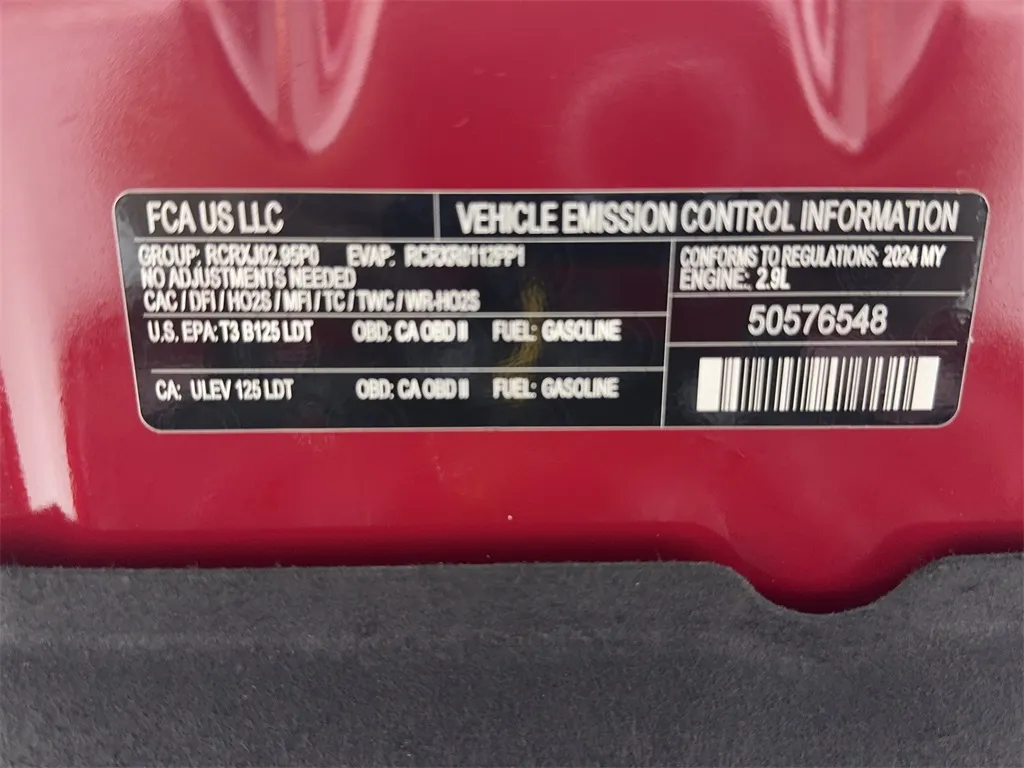 FCA US LLC
VEHICLE EMISSION CONTROL INFORMATION
GROUP: RCRXJ02.95P0 EVAP: RCRXR0112PP1
NO ADJUSTMENTS NEEDED
CAC / DFI / HO2S / MFI / TC / TWC / WR-HO2S
CONFORMS TO REGULATIONS: 2024 MY
ENGINE: 2.9L
U.S. EPA: T3 B125 LDT OBD: CA OBD II FUEL: GASOLINE
50576548
CA: ULEV 125 LDT OBD: CA OBD II FUEL: GASOLINE